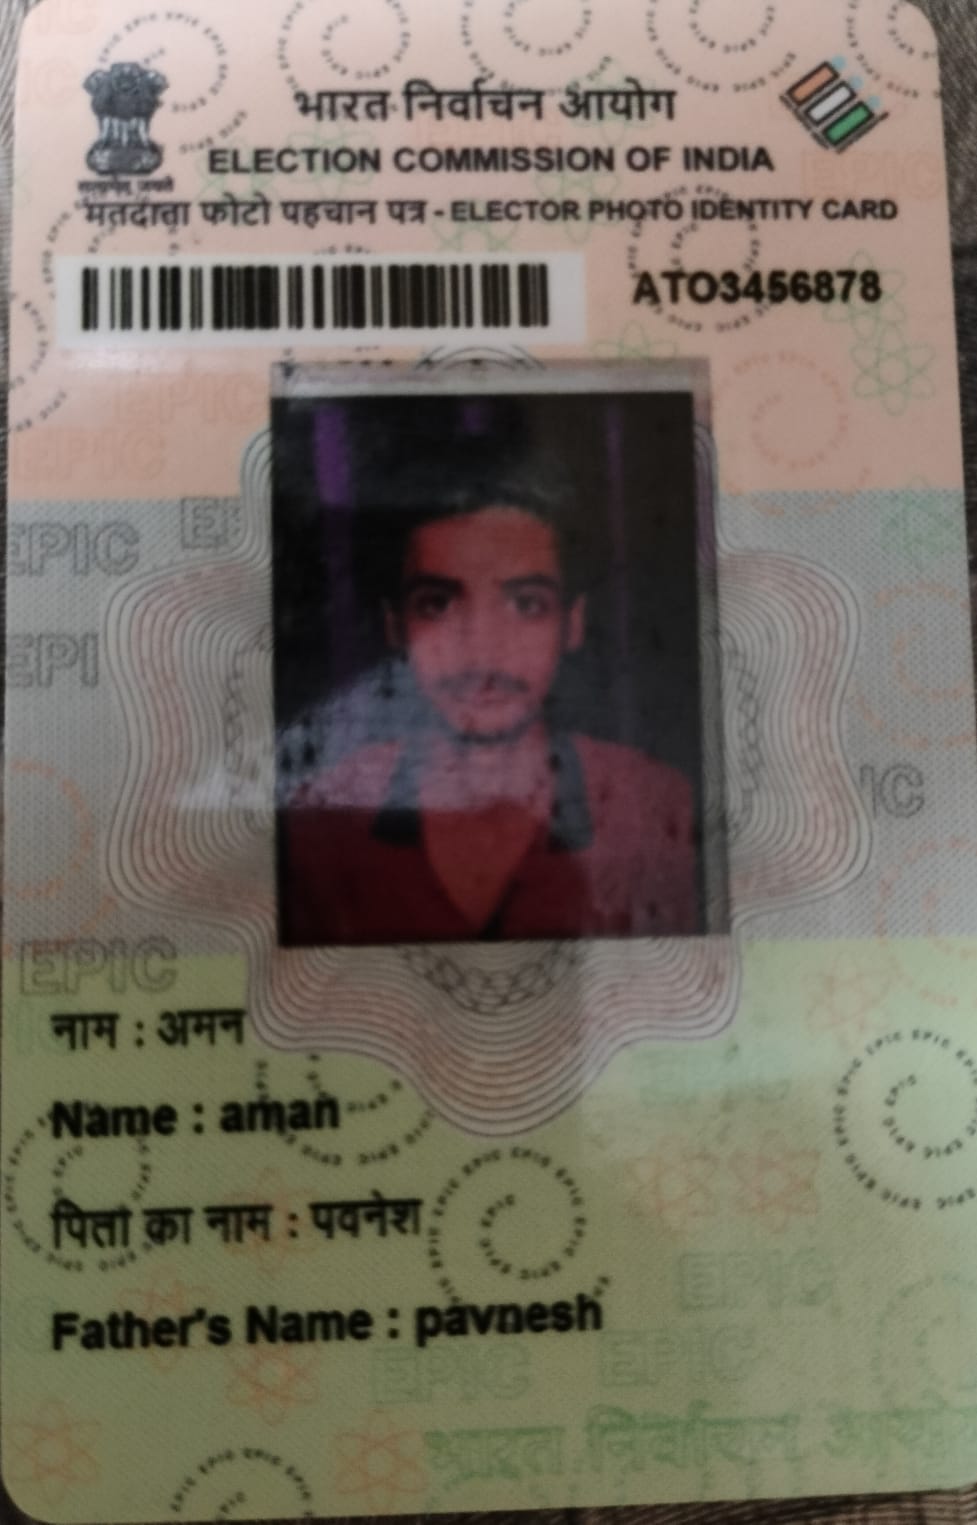 भारत निर्वाचन आयोग
ELECTION COMMISSION OF INDIA
सत्यमेव जयते
मतदाता फोटो पहचान पत्र - ELECTOR PHOTO IDENTITY CARD
ATO3456878
नाम : अमन
Name : aman
पिता का नाम : पवनेश
Father's Name : pavnesh
भारत निर्वाचन आयोग